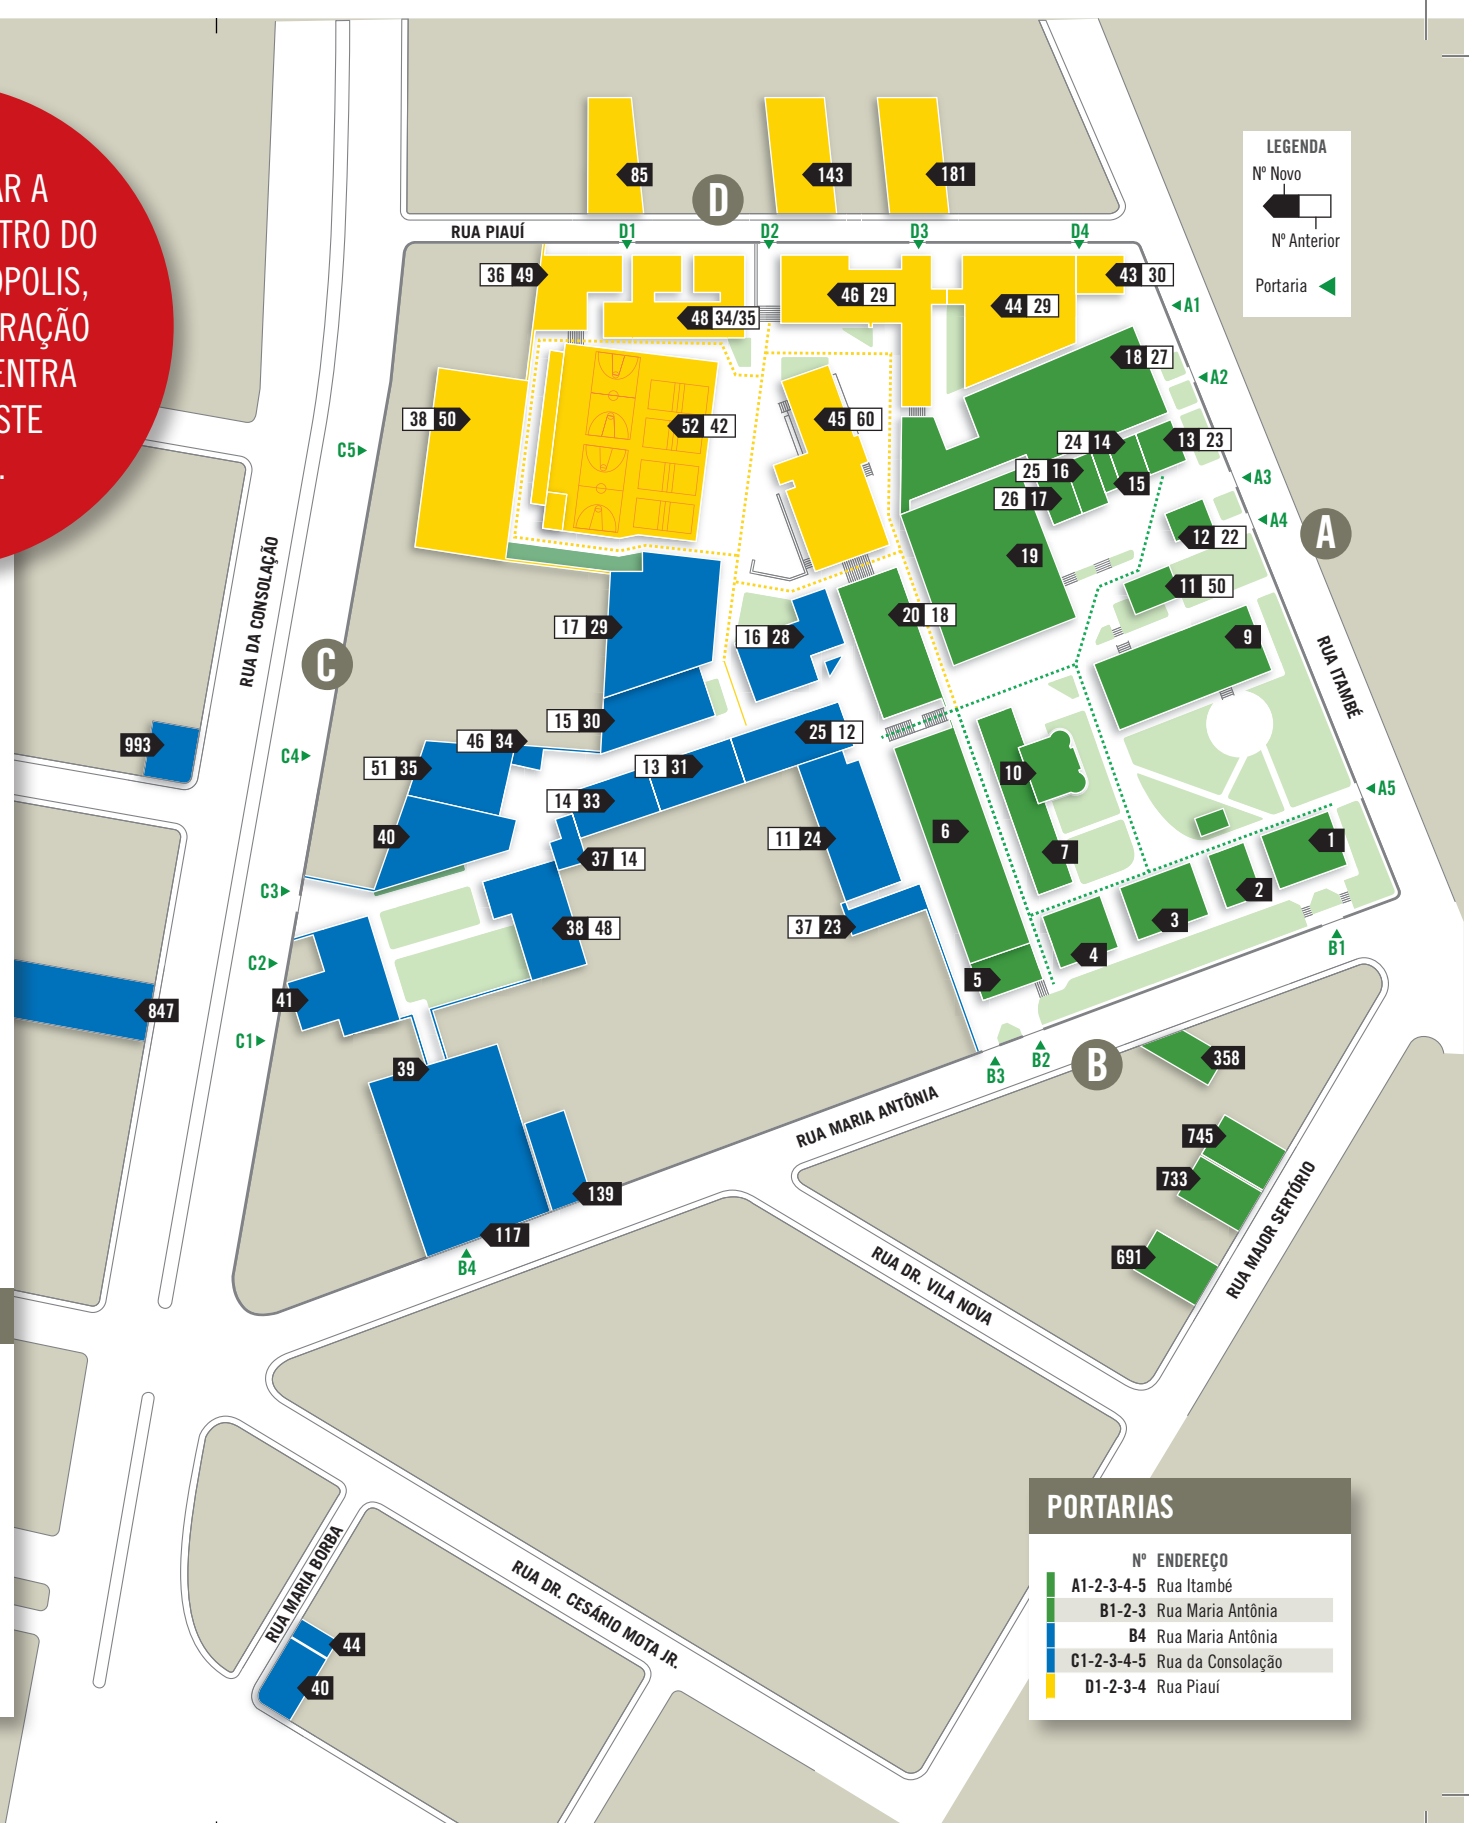 AR A
TRO DO
ÓPOLIS,
RAÇÃO
ENTRA
STE
.
LEGENDA
Nº Novo
Nº Anterior
Portaria
85
143
181
D
RUA PIAUÍ
D1
D2
D3
D4
36 49
48 34/35
46 29
44 29
43 30
A1
18 27
A2
38 50
52 42
45 60
C5
24 14
13 23
25 16
15
26 17
A3
A4
A
12 22
19
11 50
RUA DA CONSOLAÇÃO
17 29
16 28
20 18
9
C
RUA ITAMBÉ
15 30
993
46 34
25 12
C4
51 35
13 31
10
14 33
A5
40
11 24
6
1
37 14
7
C3
2
38 48
37 23
3
4
B1
C2
5
41
847
C1
39
B2
B3
B
358
RUA MARIA ANTÔNIA
745
733
139
117
B4
691
RUA MAJOR SERTÓRIO
RUA DR. VILA NOVA
RUA MARIA BORBA
RUA DR. CESÁRIO MOTA JR.
44
40
PORTARIAS
Nº ENDEREÇO
A1-2-3-4-5 Rua Itambé
B1-2-3 Rua Maria Antônia
B4 Rua Maria Antônia
C1-2-3-4-5 Rua da Consolação
D1-2-3-4 Rua Piauí